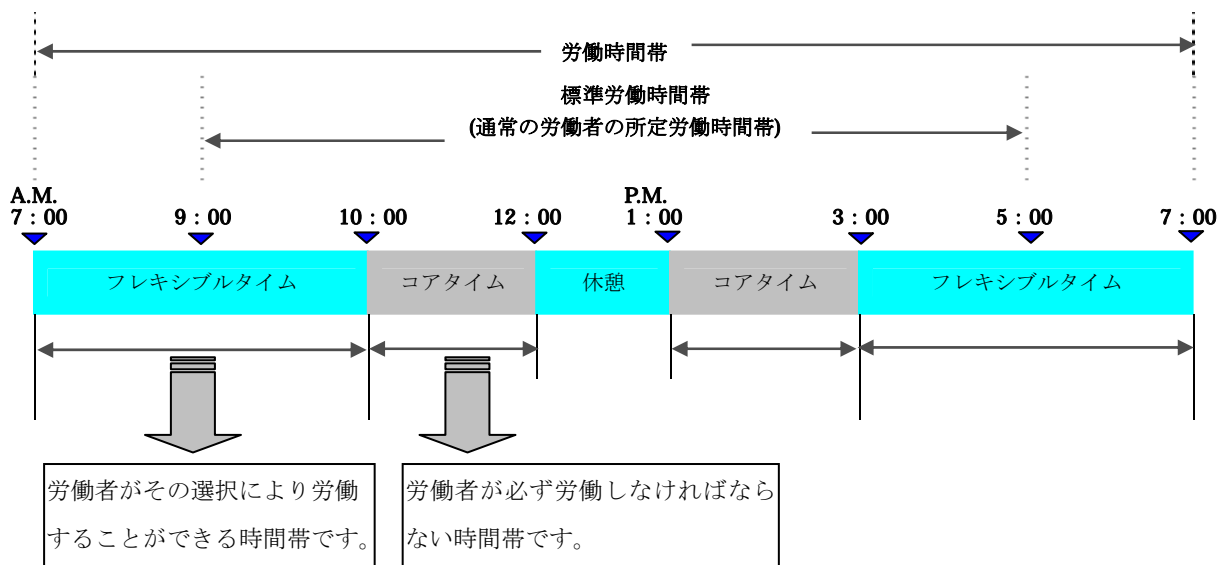 労働時間帯
標準労働時間帯
(通常の労働者の所定労働時間帯)
A.M. P.M.
7：00 9：00 10：00 12：00 1：00 3：00 5：00 7：00
フレキシブルタイム コアタイム 休憩 コアタイム フレキシブルタイム
労働者がその選択により労働
することができる時間帯です。
労働者が必ず労働しなければなら
ない時間帯です。